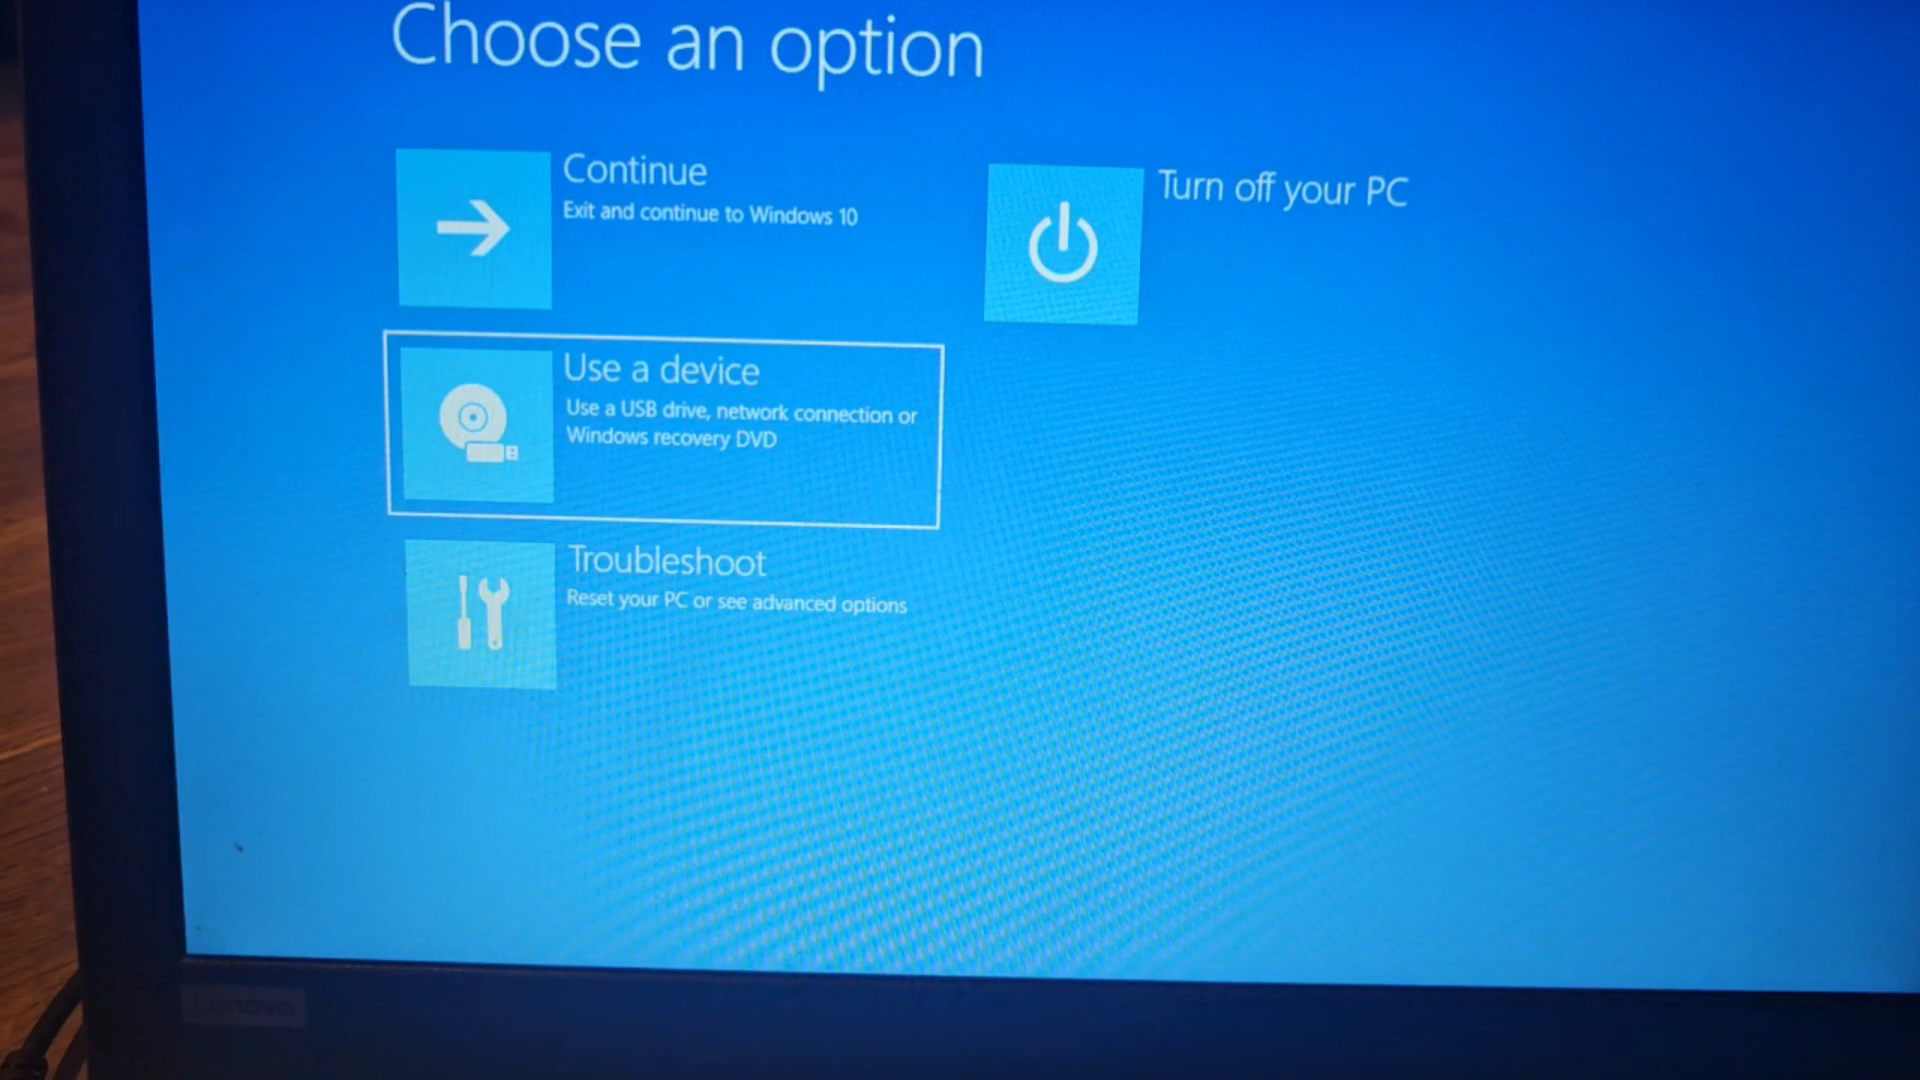 Choose an option
Continue
Exit and continue to Windows 10
Turn off your PC
Use a device
Use a USB drive, network connection or
Windows recovery DVD
Troubleshoot
Reset your PC or see advanced options
Lenovo